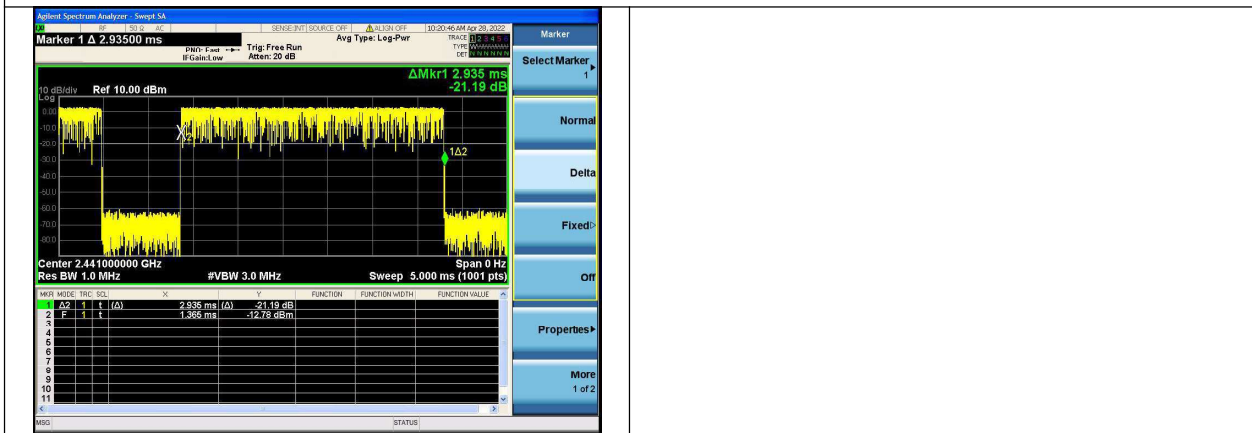 Agilent Spectrum Analyzer - Swept SA
RF 50 Ω AC SENSE:INT SOURCE OFF ALIGN OFF 10:20:46 AM Apr 28, 2022
Marker 1 Δ 2.93500 ms
PNO: Fast
IFGain:Low
Trig: Free Run
Atten: 20 dB
Avg Type: Log-Pwr
TRACE 1 2 3 4 5 6
TYPE
DET N N N N N N
ΔMkr1 2.935 ms
-21.19 dB
10 dB/div Ref 10.00 dBm
Log
0.00
-10.0
-20.0
-30.0
-40.0
-50.0
-60.0
-70.0
-80.0
X2
1Δ2
Center 2.441000000 GHz Span 0 Hz
Res BW 1.0 MHz #VBW 3.0 MHz Sweep 5.000 ms (1001 pts)
MKR MODE TRC SCL X Y FUNCTION FUNCTION WIDTH FUNCTION VALUE
1 Δ2 1 t (Δ) 2.935 ms (Δ) -21.19 dB
2 F 1 t 1.365 ms -12.78 dBm
3
4
5
6
7
8
9
10
11
MSG STATUS
Marker
Select Marker
1
Normal
Delta
Fixed
Off
Properties
More
1 of 2